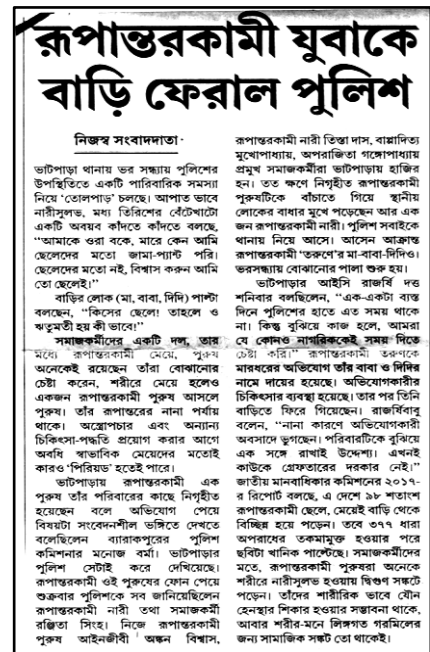 রূপান্তরকামী যুবাকে
বাড়ি ফেরাল পুলিশ
নিজস্ব সংবাদদাতা
ভাটপাড়া থানায় ভর সন্ধ্যায় পুলিশের
উপস্থিতিতে একটি পারিবারিক সমস্যা
নিয়ে ‘তোলপাড়’ চলছে। আপাত ভাবে
নারীসুলভ, মধ্য তিরিশের বেঁটেখাটো
একটি অবয়ব কাঁদতে কাঁদতে বলছে,
‘‘আমাকে ওরা বকে, মারে কেন আমি
ছেলেদের মতো জামা-প্যান্ট পরি।
ছেলেদের মতো নই, বিশ্বাস করুন আমি
তো ছেলেই।’’
বাড়ির লোক (মা, বাবা, দিদি) পাল্টা
বলছেন, ‘‘কিসের ছেলে! তাহলে ও
ঋতুমতী হয় কী ভাবে!’’
সমাজকর্মীদের একটি দল, তার
মধ্যে রূপান্তরকামী মেয়ে, পুরুষ
অনেকেই রয়েছেন তাঁরা বোঝানোর
চেষ্টা করেন, শরীরে মেয়ে হলেও
একজন রূপান্তরকামী পুরুষ আসলে
পুরুষ। তাঁর রূপান্তরের নানা পর্যায়
থাকে। অস্ত্রোপচার এবং অন্যান্য
চিকিৎসা-পদ্ধতি প্রয়োগ করার আগে
অবধি স্বাভাবিক মেয়েদের মতোই
কারও ‘পিরিয়ড’ হতেই পারে।
ভাটপাড়ায় রূপান্তরকামী এক
পুরুষ তাঁর পরিবারের কাছে নিগৃহীত
হয়েছেন বলে অভিযোগ পেয়ে
বিষয়টা সংবেদনশীল ভঙ্গিতে দেখতে
বলেছিলেন ব্যারাকপুরের পুলিশ
কমিশনার মনোজ বর্মা। ভাটপাড়ার
পুলিশ সেটাই করে দেখিয়েছে।
রূপান্তরকামী ওই পুরুষের ফোন পেয়ে
শুক্রবার পুলিশকে সব জানিয়েছিলেন
রূপান্তরকামী নারী তথা সমাজকর্মী
রঞ্জিতা সিংহ। নিজে রূপান্তরকামী
পুরুষ আইনজীবী অঙ্কন বিশ্বাস,
রূপান্তরকামী নারী তিস্তা দাস, বাপ্পাদিত্য
মুখোপাধ্যায়, অপরাজিতা গঙ্গোপাধ্যায়
প্রমুখ সমাজকর্মীরা ভাটপাড়ায় হাজির
হন। তত ক্ষণে নিগৃহীত রূপান্তরকামী
পুরুষটিকে বাঁচাতে গিয়ে স্থানীয়
লোকের বাধার মুখে পড়েছেন আর এক
জন রূপান্তরকামী নারী। পুলিশ সবাইকে
থানায় নিয়ে আসে। আসেন আক্রান্ত
রূপান্তরকামী ‘তরুণে’র মা-বাবা-দিদিও।
ভরসন্ধ্যায় বোঝানোর পালা শুরু হয়।
ভাটপাড়ার আইসি রাজর্ষি দত্ত
শনিবার বলছিলেন, ‘‘এক-একটা ব্যস্ত
দিনে পুলিশের হাতে এত সময় থাকে
না। কিন্তু বুঝিয়ে কাজ হলে, আমরা
যে কোনও নাগরিককেই সময় দিতে
চেষ্টা করি।’’ রূপান্তরকামী তরুণকে
মারধরের অভিযোগ তাঁর বাবা ও দিদির
নামে দায়ের হয়েছে। অভিযোগকারীর
চিকিৎসার ব্যবস্থা হয়েছে। তার পর তিনি
বাড়িতে ফিরে গিয়েছেন। রাজর্ষিবাবু
বলেন, ‘‘নানা কারণে অভিযোগকারী
অবসাদে ভুগছেন। পরিবারটিকে বুঝিয়ে
এক সঙ্গে রাখাই উদ্দেশ্য। এখনই
কাউকে গ্রেফতারের দরকার নেই।’’
জাতীয় মানবাধিকার কমিশনের ২০১৭-
র রিপোর্ট বলছে, এ দেশে ৯৮ শতাংশ
রূপান্তরকামী ছেলে, মেয়েই বাড়ি থেকে
বিচ্ছিন্ন হয়ে পড়েন। তবে ৩৭৭ ধারা
অপরাধের তকমামুক্ত হওয়ার পরে
ছবিটা খানিক পাল্টেছে। সমাজকর্মীদের
মতে, রূপান্তরকামী পুরুষরা অনেকে
শরীরে নারীসুলভ হওয়ায় দ্বিগুণ সঙ্কটে
পড়েন। তাঁদের শারীরিক ভাবে যৌন
হেনস্থার শিকার হওয়ার সম্ভাবনা থাকে,
আবার শরীর-মনে লিঙ্গগত গরমিলের
জন্য সামাজিক সঙ্কট তো থাকেই।